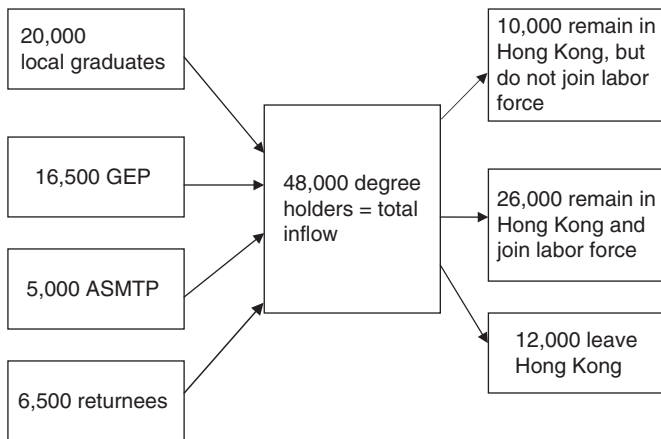 20,000
local graduates
16,500 GEP
5,000 ASMTP
6,500 returnees
48,000 degree
holders = total
inflow
10,000 remain in
Hong Kong, but
do not join labor
force
26,000 remain in
Hong Kong and
join labor force
12,000 leave
Hong Kong